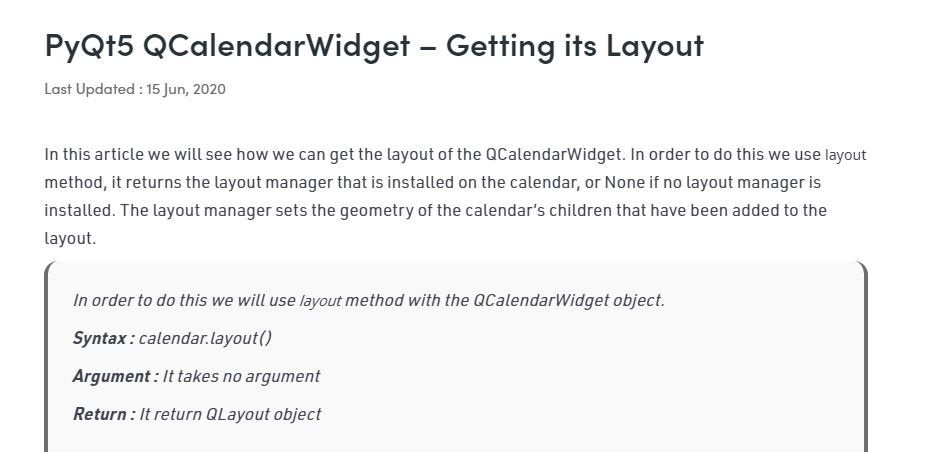 PyQt5 QCalendarWidget – Getting its Layout
Last Updated : 15 Jun, 2020
In this article we will see how we can get the layout of the QCalendarWidget. In order to do this we use layout
method, it returns the layout manager that is installed on the calendar, or None if no layout manager is
installed. The layout manager sets the geometry of the calendar’s children that have been added to the
layout.
In order to do this we will use layout method with the QCalendarWidget object.
Syntax : calendar.layout()
Argument : It takes no argument
Return : It return QLayout object